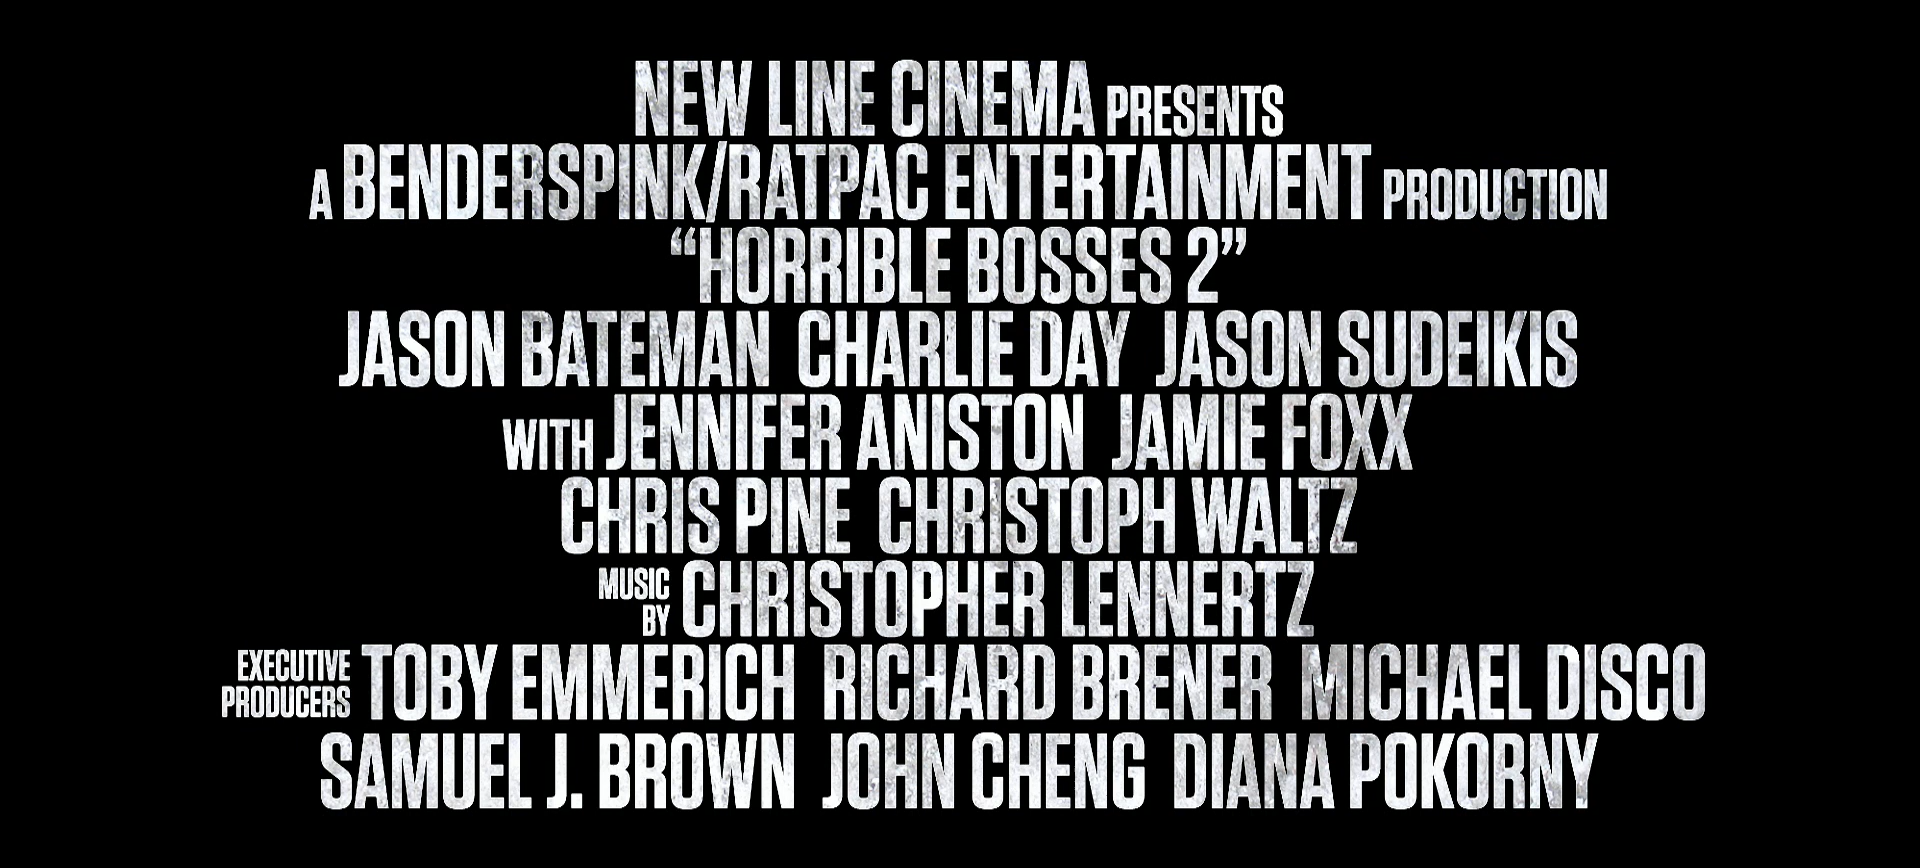 NEW LINE CINEMA PRESENTS
A BENDERSPINK/RATPAC ENTERTAINMENT PRODUCTION
“HORRIBLE BOSSES 2”
JASON BATEMAN CHARLIE DAY JASON SUDEIKIS
WITH JENNIFER ANISTON JAMIE FOXX
CHRIS PINE CHRISTOPH WALTZ
MUSIC BY CHRISTOPHER LENNERTZ
EXECUTIVE PRODUCERS TOBY EMMERICH RICHARD BRENER MICHAEL DISCO
SAMUEL J. BROWN JOHN CHENG DIANA POKORNY